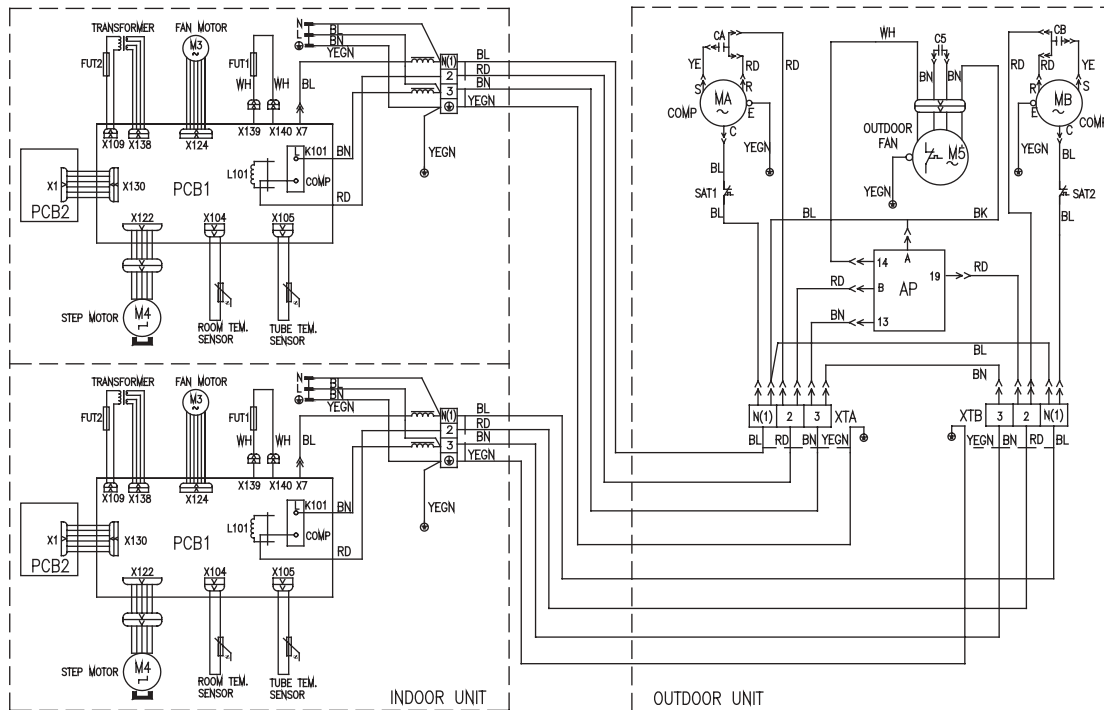 TRANSFORMER FAN MOTOR
FUT2
M3
~
FUT1
WH WH BL
N
L
BL
BN
YEGN
X109 X138 X124 X139 X140 X7
N(1) BL
2 RD
3 BN
YEGN
YEGN
K101 BN
L
L101
COMP
RD
X1
PCB2
X130
PCB1
X122 X104 X105
M4
STEP MOTOR
ROOM TEM.
SENSOR
TUBE TEM.
SENSOR
TRANSFORMER FAN MOTOR
FUT2
M3
~
FUT1
WH WH BL
N
L
BL
BN
YEGN
X109 X138 X124 X139 X140 X7
N(1) BL
2 RD
3 BN
YEGN
YEGN
K101 BN
L
L101
COMP
RD
X1
PCB2
X130
PCB1
X122 X104 X105
M4
STEP MOTOR
ROOM TEM.
SENSOR
TUBE TEM.
SENSOR
INDOOR UNIT
CA
YE RD RD
S R
MA
~
COMP
E
C
YEGN
BL
SAT1
BL
WH
C5
BN BN BN
OUTDOOR
FAN
M5
~
YEGN
CB
RD RD YE
R S
MB
~
E
COMP
C
YEGN
BL
SAT2
BL
BL BK
14 A
RD B AP 19 RD
BN 13
BL
BN
N(1) 2 3 XTA
BL RD BN YEGN
XTB 3 2 N(1)
YEGN BN RD BL
OUTDOOR UNIT